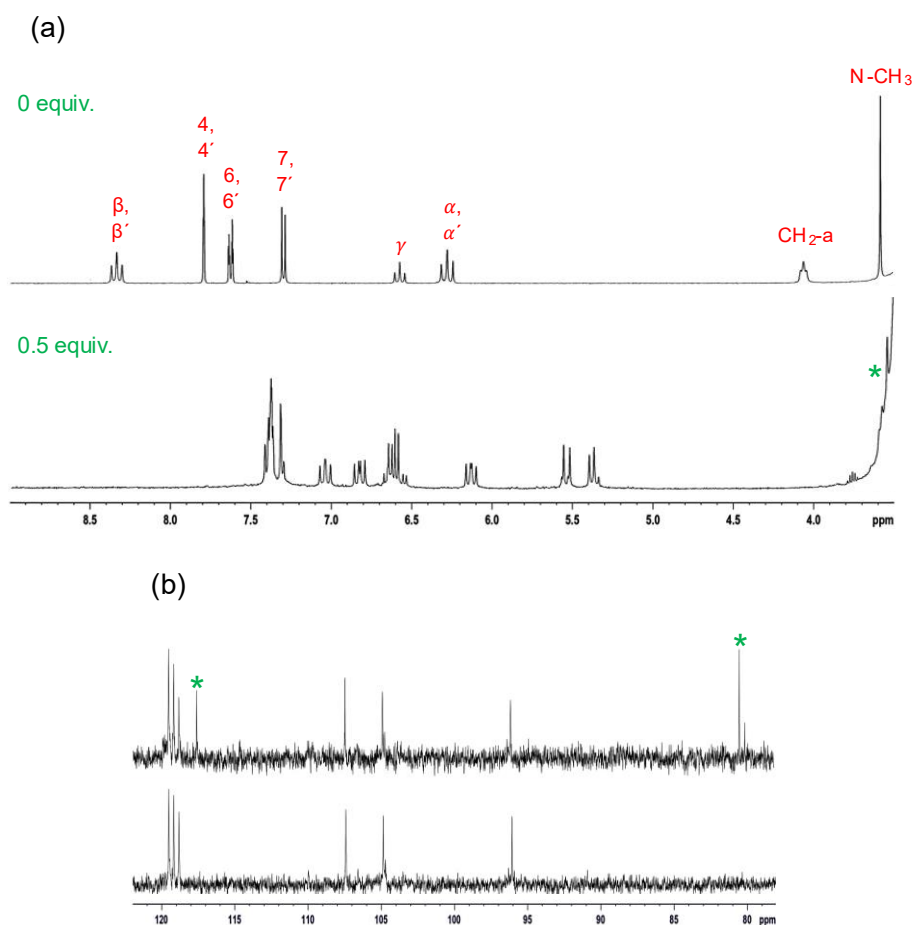 (a)
N-CH3
0 equiv.
4,
4´
6,
6´
7,
7´
β,
β´
γ
α,
α´
CH2-a
0.5 equiv.
*
8.5 8.0 7.5 7.0 6.5 6.0 5.5 5.0 4.5 4.0 ppm
(b)
* *
120 115 110 105 100 95 90 85 80 ppm